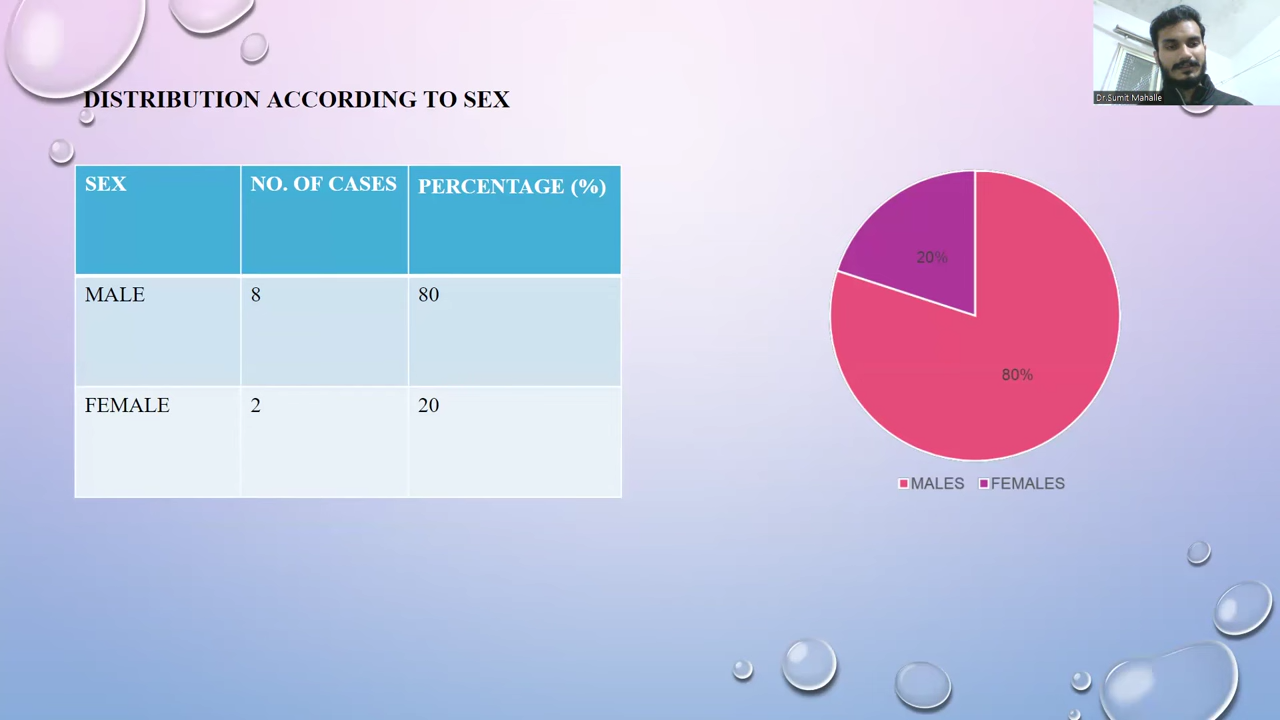 DISTRIBUTION ACCORDING TO SEX
Dr.Sumit Mahalle
SEX NO. OF CASES PERCENTAGE (%)
MALE 8 80
FEMALE 2 20
20%
80%
MALES FEMALES